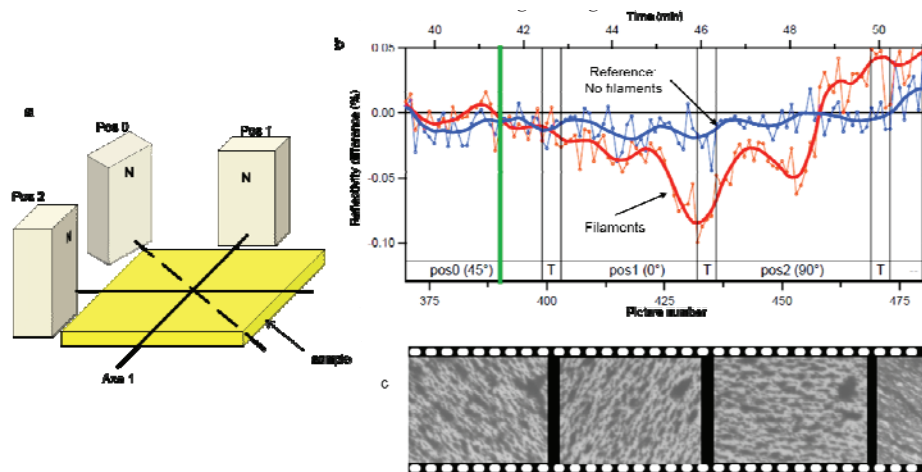 a
Pos 0
Pos 1
Pos 2
N
N
N
Axe 1
sample
b
Time (min)
40
42
44
46
48
50
Reflectivity difference (%)
0.05
0.00
-0.05
-0.10
Reference:
No filaments
Filaments
pos0 (45°)
T
pos1 (0°)
T
pos2 (90°)
T
...
375
400
425
450
475
Picture number
c